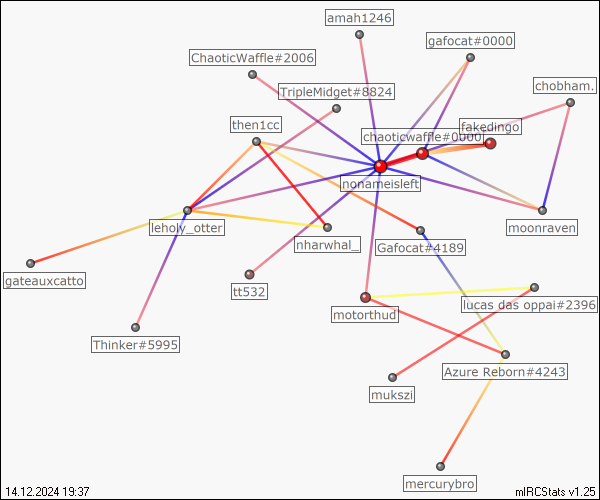 amah1246
gafocat#0000
ChaoticWaffle#2006
TripleMidget#8824
chobham.
then1cc
fakedingo
chaoticwaffle#0000
nonameisleft
leholy_otter
moonraven
nharwhal_
Gafocat#4189
gateauxcatto
tt532
lucas das oppai#2396
motorthud
Thinker#5995
Azure Reborn#4243
mukszi
mercurybro
14.12.2024 19:37
mIRCStats v1.25